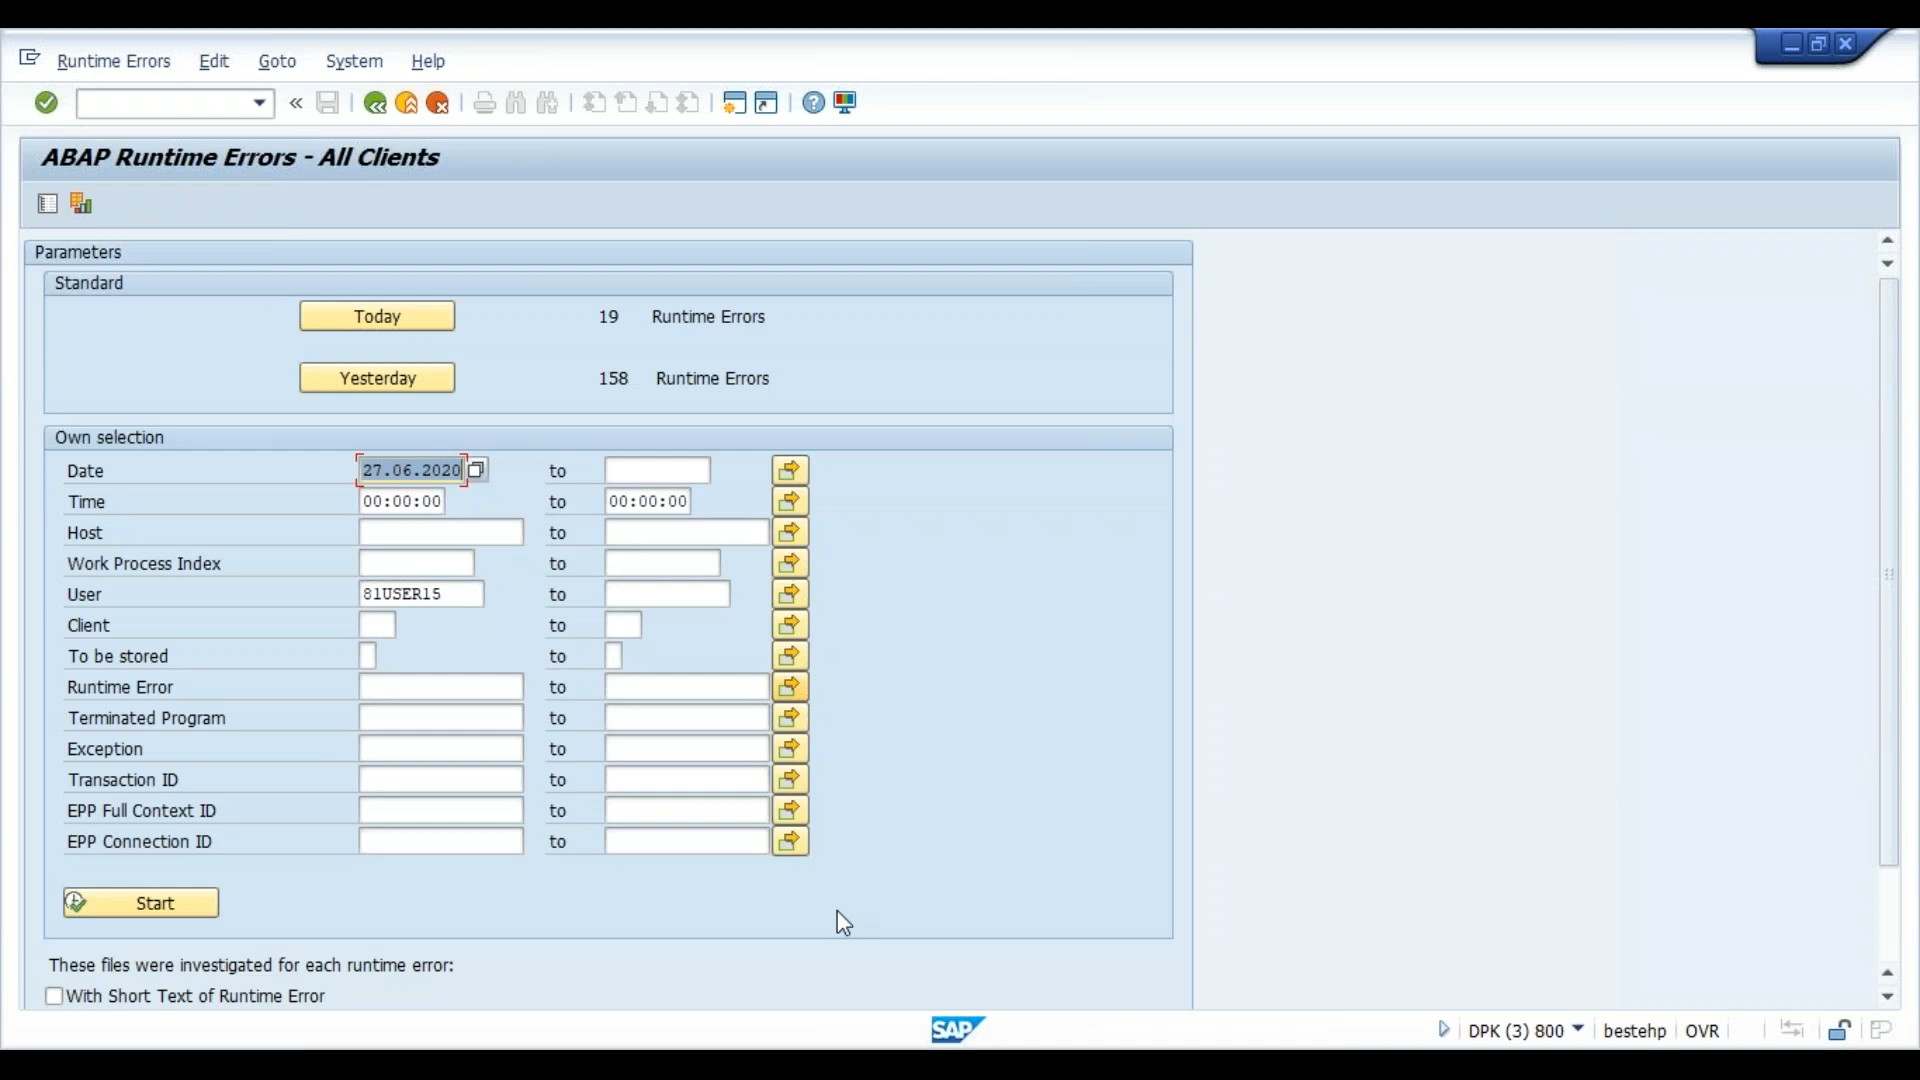 Runtime Errors Edit Goto System Help
ABAP Runtime Errors - All Clients
Parameters
Standard
Today 19 Runtime Errors
Yesterday 158 Runtime Errors
Own selection
Date 27.06.2020 to
Time 00:00:00 to 00:00:00
Host to
Work Process Index to
User 81USER15 to
Client to
To be stored to
Runtime Error to
Terminated Program to
Exception to
Transaction ID to
EPP Full Context ID to
EPP Connection ID to
Start
These files were investigated for each runtime error:
With Short Text of Runtime Error
SAP DPK (3) 800 bestehp OVR